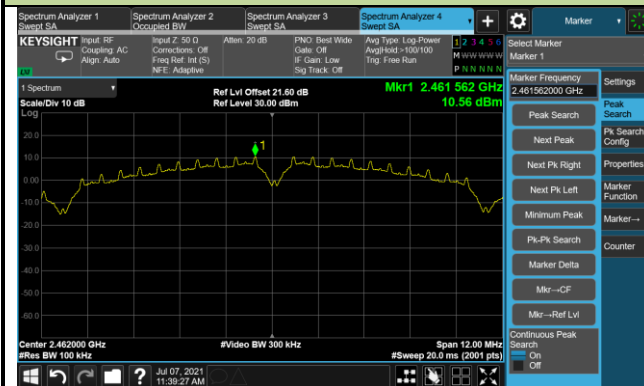 Spectrum Analyzer 1
Swept SA
Spectrum Analyzer 2
Occupied BW
Spectrum Analyzer 3
Swept SA
Spectrum Analyzer 4
Swept SA
Marker
KEYSIGHT
Input: RF
Coupling: AC
Align: Auto
Input Z: 50 Ω
Corrections: Off
Freq Ref: Int (S)
NFE: Adaptive
Atten: 20 dB
PNO: Best Wide
Gate: Off
IF Gain: Low
Sig Track: Off
Avg Type: Log-Power
Avg|Hold:>100/100
Trig: Free Run
1 2 3 4 5 6
M W W W W W
P N N N N N
Select Marker
Marker 1
1 Spectrum
Scale/Div 10 dB
Log
Ref Lvl Offset 21.60 dB
Ref Level 30.00 dBm
Mkr1 2.461 562 GHz
10.56 dBm
20.0
10.0
0.00
-10.0
-20.0
-30.0
-40.0
-50.0
-60.0
1
Center 2.462000 GHz
#Res BW 100 kHz
#Video BW 300 kHz
Span 12.00 MHz
#Sweep 20.0 ms (2001 pts)
Marker Frequency
2.461562000 GHz
Peak Search
Next Peak
Next Pk Right
Next Pk Left
Minimum Peak
Pk-Pk Search
Marker Delta
Mkr→CF
Mkr→Ref Lvl
Continuous Peak
Search
On
Off
Settings
Peak
Search
Pk Search
Config
Properties
Marker
Function
Marker→
Counter
?
Jul 07, 2021
11:39:27 AM